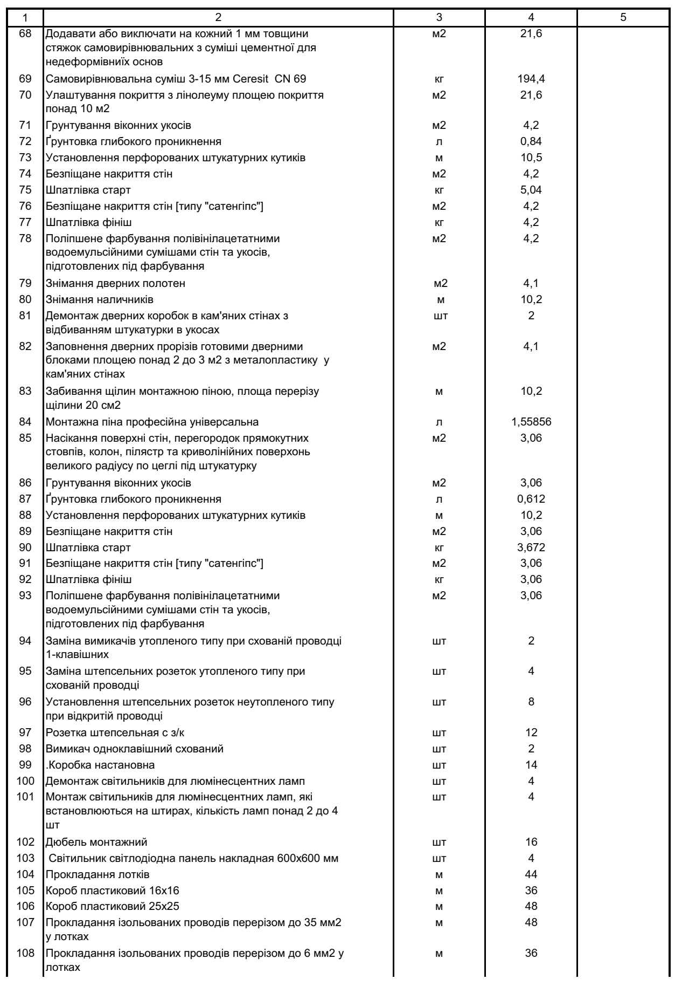 1 2 3 4 5
68 Додавати або виключати на кожний 1 мм товщини м2 21,6
стяжок самовирівнювальних з суміші цементної для
недеформівниїх основ
69 Самовирівнювальна суміш 3-15 мм Ceresit CN 69 кг 194,4
70 Улаштування покриття з лінолеуму площею покриття м2 21,6
понад 10 м2
71 Грунтування віконних укосів м2 4,2
72 Ґрунтовка глибокого проникнення л 0,84
73 Установлення перфорованих штукатурних кутиків м 10,5
74 Безпіщане накриття стін м2 4,2
75 Шпатлівка старт кг 5,04
76 Безпіщане накриття стін [типу "сатенгіпс"] м2 4,2
77 Шпатлівка фініш кг 4,2
78 Поліпшене фарбування полівінілацетатними м2 4,2
водоемульсійними сумішами стін та укосів,
підготовлених під фарбування
79 Знімання дверних полотен м2 4,1
80 Знімання наличників м 10,2
81 Демонтаж дверних коробок в кам'яних стінах з шт 2
відбиванням штукатурки в укосах
82 Заповнення дверних прорізів готовими дверними м2 4,1
блоками площею понад 2 до 3 м2 з металопластику у
кам'яних стінах
83 Забивання щілин монтажною піною, площа перерізу м 10,2
щілини 20 см2
84 Монтажна піна професійна універсальна л 1,55856
85 Насікання поверхні стін, перегородок прямокутних м2 3,06
стовпів, колон, пілястр та криволінійних поверхонь
великого радіусу по цеглі під штукатурку
86 Грунтування віконних укосів м2 3,06
87 Ґрунтовка глибокого проникнення л 0,612
88 Установлення перфорованих штукатурних кутиків м 10,2
89 Безпіщане накриття стін м2 3,06
90 Шпатлівка старт кг 3,672
91 Безпіщане накриття стін [типу "сатенгіпс"] м2 3,06
92 Шпатлівка фініш кг 3,06
93 Поліпшене фарбування полівінілацетатними м2 3,06
водоемульсійними сумішами стін та укосів,
підготовлених під фарбування
94 Заміна вимикачів утопленого типу при схованій проводці шт 2
1-клавішних
95 Заміна штепсельних розеток утопленого типу при шт 4
схованій проводці
96 Установлення штепсельних розеток неутопленого типу шт 8
при відкритій проводці
97 Розетка штепсельная с з/к шт 12
98 Вимикач одноклавішний схований шт 2
99 .Коробка настановна шт 14
100 Демонтаж світильників для люмінесцентних ламп шт 4
101 Монтаж світильників для люмінесцентних ламп, які шт 4
встановлюються на штирах, кількість ламп понад 2 до 4
шт
102 Дюбель монтажний шт 16
103 Світильник світлодіодна панель накладная 600х600 мм шт 4
104 Прокладання лотків м 44
105 Короб пластиковий 16х16 м 36
106 Короб пластиковий 25х25 м 48
107 Прокладання ізольованих проводів перерізом до 35 мм2 м 48
у лотках
108 Прокладання ізольованих проводів перерізом до 6 мм2 у м 36
лотках